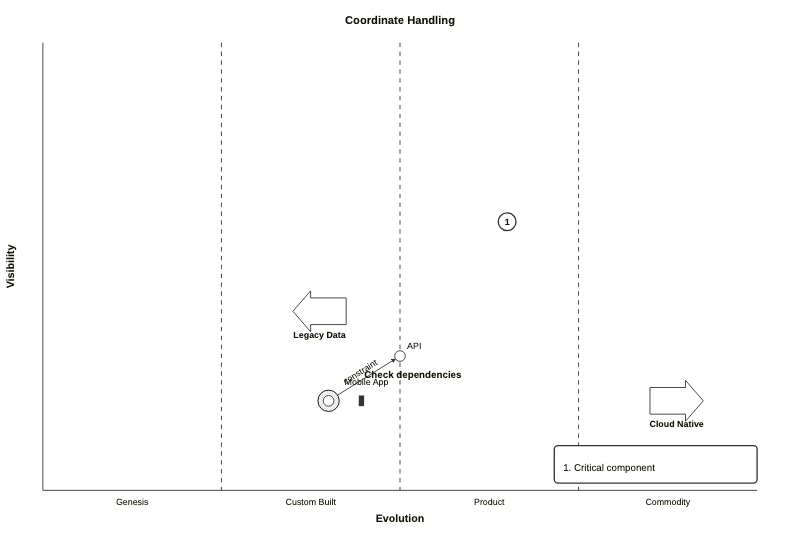 Coordinate Handling
Visibility
1
Legacy Data
API
constraint
Check dependencies
Mobile App
Cloud Native
1. Critical component
Genesis
Custom Built
Product
Commodity
Evolution